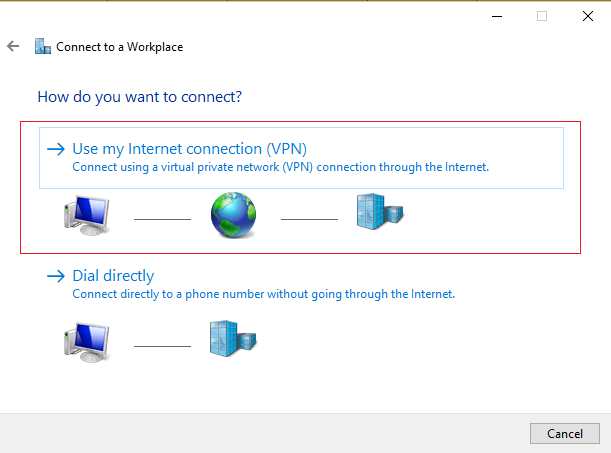 Connect to a Workplace
How do you want to connect?
Use my Internet connection (VPN)
Connect using a virtual private network (VPN) connection through the Internet.
Dial directly
Connect directly to a phone number without going through the Internet.
Cancel